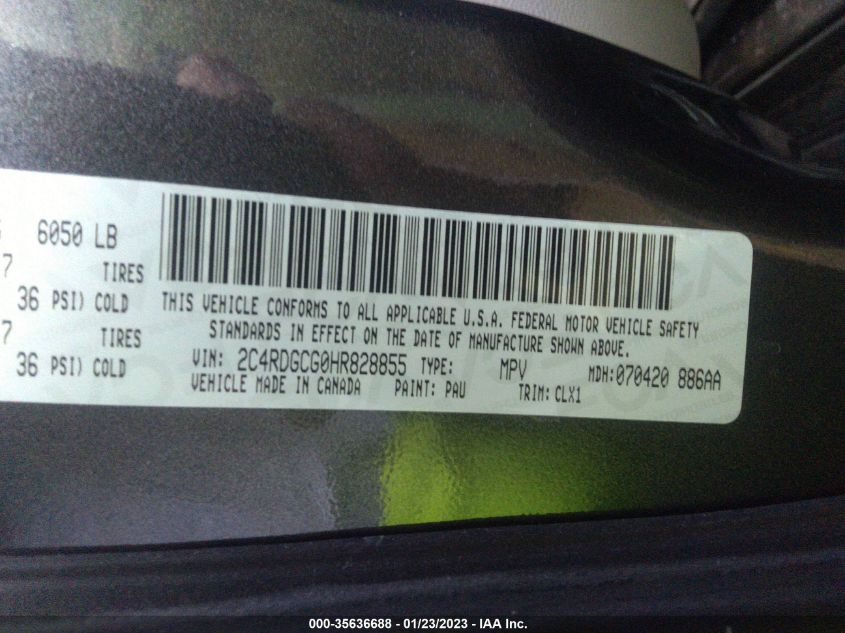 6050 LB
7 TIRES
36 PSI) COLD
7 TIRES
36 PSI) COLD
THIS VEHICLE CONFORMS TO ALL APPLICABLE U.S.A. FEDERAL MOTOR VEHICLE SAFETY
STANDARDS IN EFFECT ON THE DATE OF MANUFACTURE SHOWN ABOVE.
VIN: 2C4RDGCG0HR828855 TYPE: MPV MDH:070420 886AA
VEHICLE MADE IN CANADA PAINT: PAU TRIM: CLX1
000-35636688 - 01/23/2023 - IAA Inc.